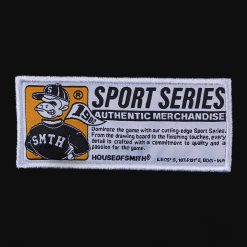 S
19
SMTH
SPORT SERIES
AUTHENTIC MERCHANDISE
Dominate the game with our cutting-edge Sport Series.
From the drawing board to the finishing touches, every
detail is crafted with a commitment to quality and a
passion for the game.
HOUSEOFSMITH®